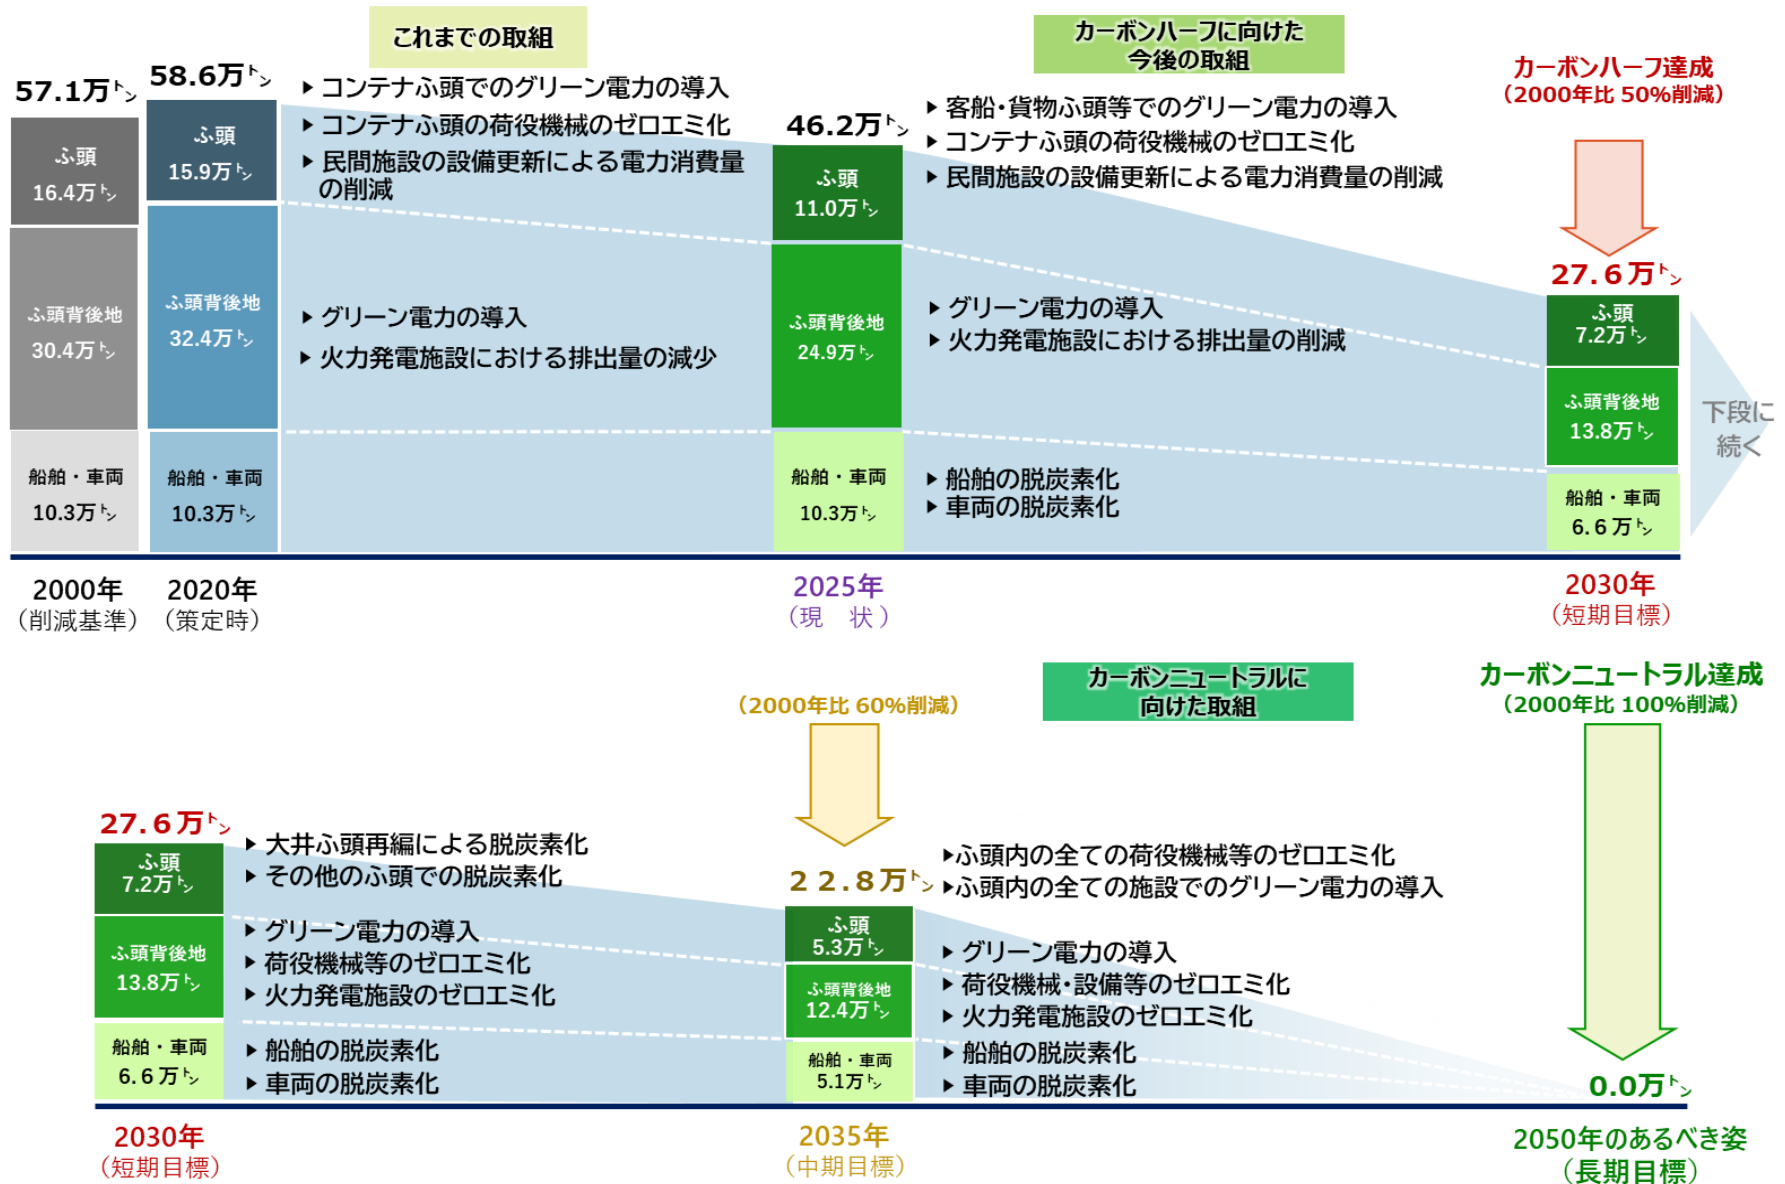 これまでの取組
カーボンハーフに向けた
今後の取組
カーボンハーフ達成
(2000年比 50%削減)
57.1万トン
ふ頭
16.4万トン
ふ頭背後地
30.4万トン
船舶・車両
10.3万トン
2000年
(削減基準)
58.6万トン
ふ頭
15.9万トン
ふ頭背後地
32.4万トン
船舶・車両
10.3万トン
2020年
(策定時)
▶ コンテナふ頭でのグリーン電力の導入
▶ コンテナふ頭の荷役機械のゼロエミ化
▶ 民間施設の設備更新による電力消費量
の削減
▶ グリーン電力の導入
▶ 火力発電施設における排出量の減少
46.2万トン
ふ頭
11.0万トン
ふ頭背後地
24.9万トン
船舶・車両
10.3万トン
2025年
(現 状)
▶ 客船・貨物ふ頭等でのグリーン電力の導入
▶ コンテナふ頭の荷役機械のゼロエミ化
▶ 民間施設の設備更新による電力消費量の削減
▶ グリーン電力の導入
▶ 火力発電施設における排出量の削減
▶ 船舶の脱炭素化
▶ 車両の脱炭素化
27.6万トン
ふ頭
7.2万トン
ふ頭背後地
13.8万トン
船舶・車両
6.6万トン
2030年
(短期目標)
下段に
続く
(2000年比 60%削減)
カーボンニュートラルに
向けた取組
カーボンニュートラル達成
(2000年比 100%削減)
27.6万トン
ふ頭
7.2万トン
ふ頭背後地
13.8万トン
船舶・車両
6.6万トン
2030年
(短期目標)
▶ 大井ふ頭再編による脱炭素化
▶ その他のふ頭での脱炭素化
▶ グリーン電力の導入
▶ 荷役機械等のゼロエミ化
▶ 火力発電施設のゼロエミ化
▶ 船舶の脱炭素化
▶ 車両の脱炭素化
22.8万トン
ふ頭
5.3万トン
ふ頭背後地
12.4万トン
船舶・車両
5.1万トン
2035年
(中期目標)
▶ふ頭内の全ての荷役機械等のゼロエミ化
▶ふ頭内の全ての施設でのグリーン電力の導入
▶ グリーン電力の導入
▶ 荷役機械・設備等のゼロエミ化
▶ 火力発電施設のゼロエミ化
▶ 船舶の脱炭素化
▶ 車両の脱炭素化
0.0万トン
2050年のあるべき姿
(長期目標)